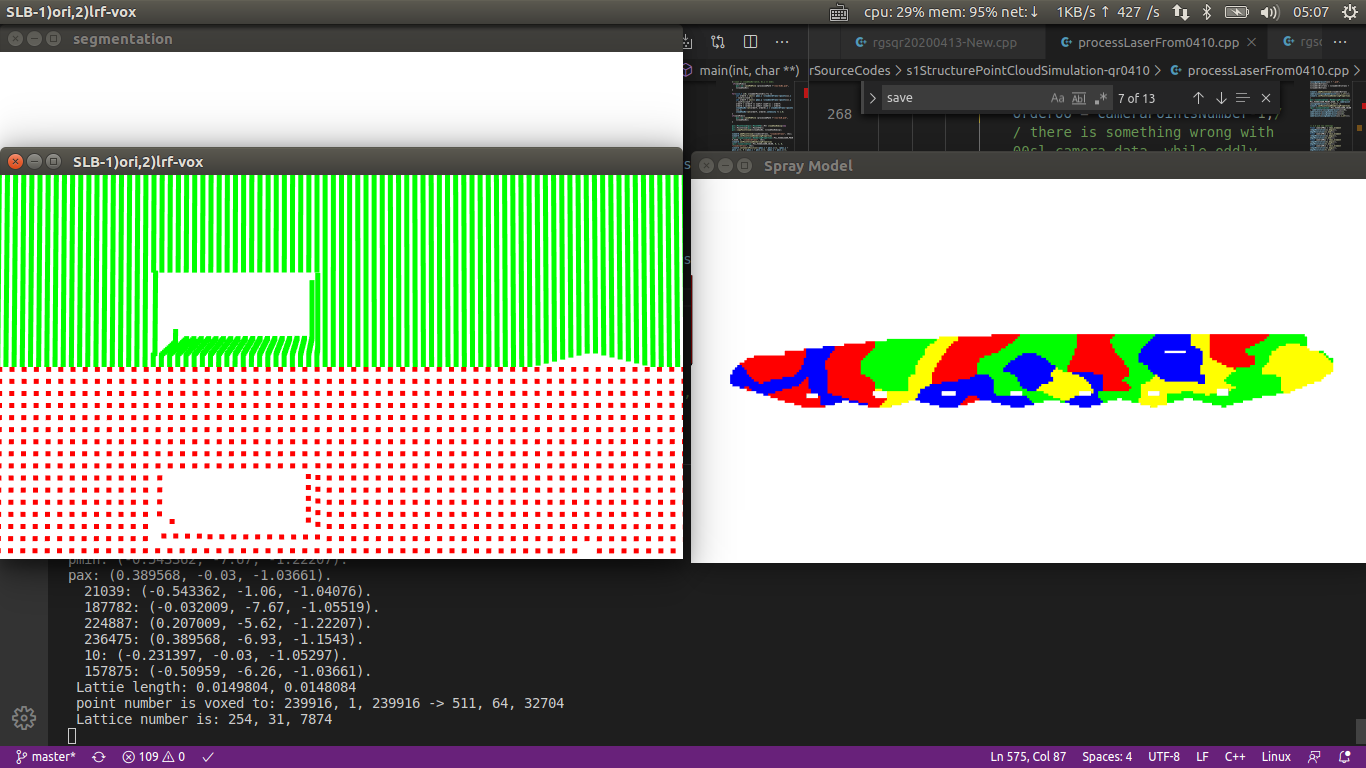 SLB-1)ori,2)lrf-vox
cpu: 29% mem: 95% net:↓ 1KB/s ↑ 427 /s
05:07
segmentation
rgsqr20200413-New.cpp
processLaserFrom0410.cpp
main(int, char **)
rSourceCodes > s1StructurePointCloudSimulation-qr0410 > processLaserFrom0410.cpp >
save
Aa Abl .*
7 of 13
268
// there is something wrong with
SLB-1)ori,2)lrf-vox
Spray Model
pmin: (-0.543362, -7.67, -1.22207).
pax: (0.389568, -0.03, -1.03661).
21039: (-0.543362, -1.06, -1.04076).
187782: (-0.032009, -7.67, -1.05519).
224887: (0.207009, -5.62, -1.22207).
236475: (0.389568, -6.93, -1.1543).
10: (-0.231397, -0.03, -1.05297).
157875: (-0.50959, -6.26, -1.03661).
Lattie length: 0.0149804, 0.0148084
point number is voxed to: 239916, 1, 239916 -> 511, 64, 32704
Lattice number is: 254, 31, 7874
master*
109
0
Ln 575, Col 87
Spaces: 4
UTF-8
LF
C++
Linux